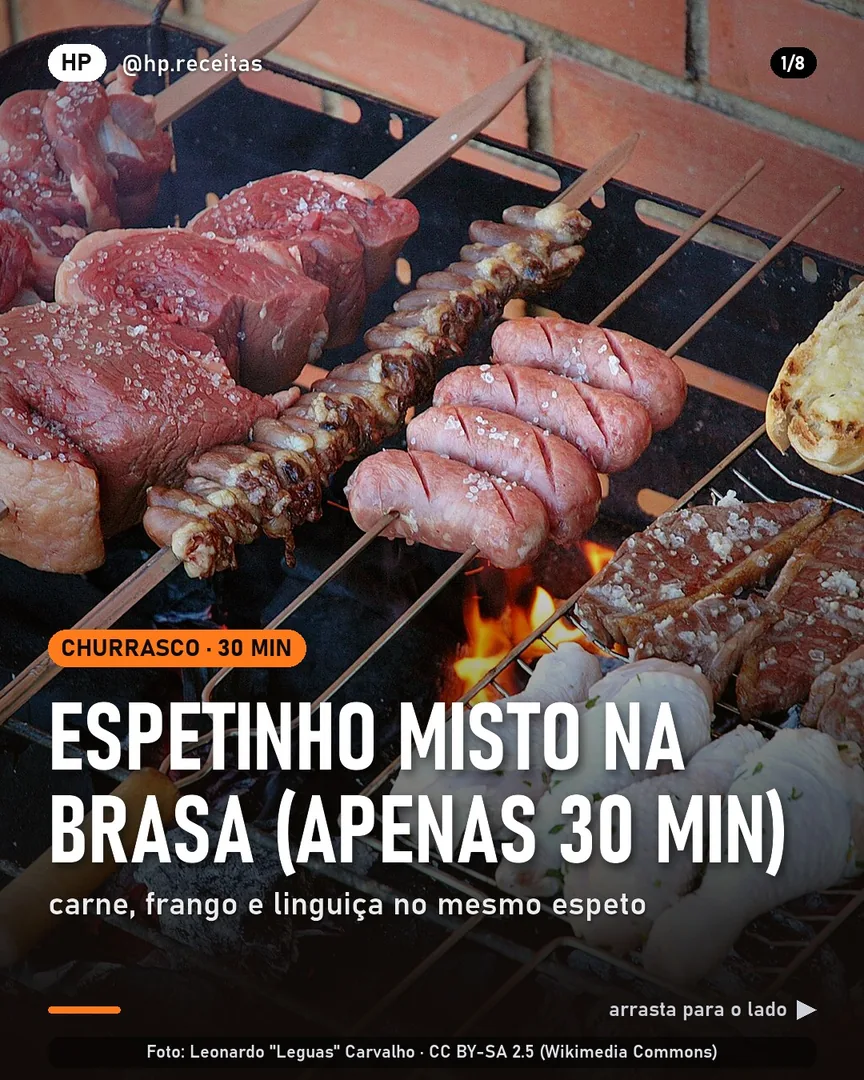 HP @hp.receitas 1/8
CHURRASCO · 30 MIN
ESPETINHO MISTO NA
BRASA (APENAS 30 MIN)
carne, frango e linguiça no mesmo espeto
arrasta para o lado ▶
Foto: Leonardo "Leguas" Carvalho · CC BY-SA 2.5 (Wikimedia Commons)